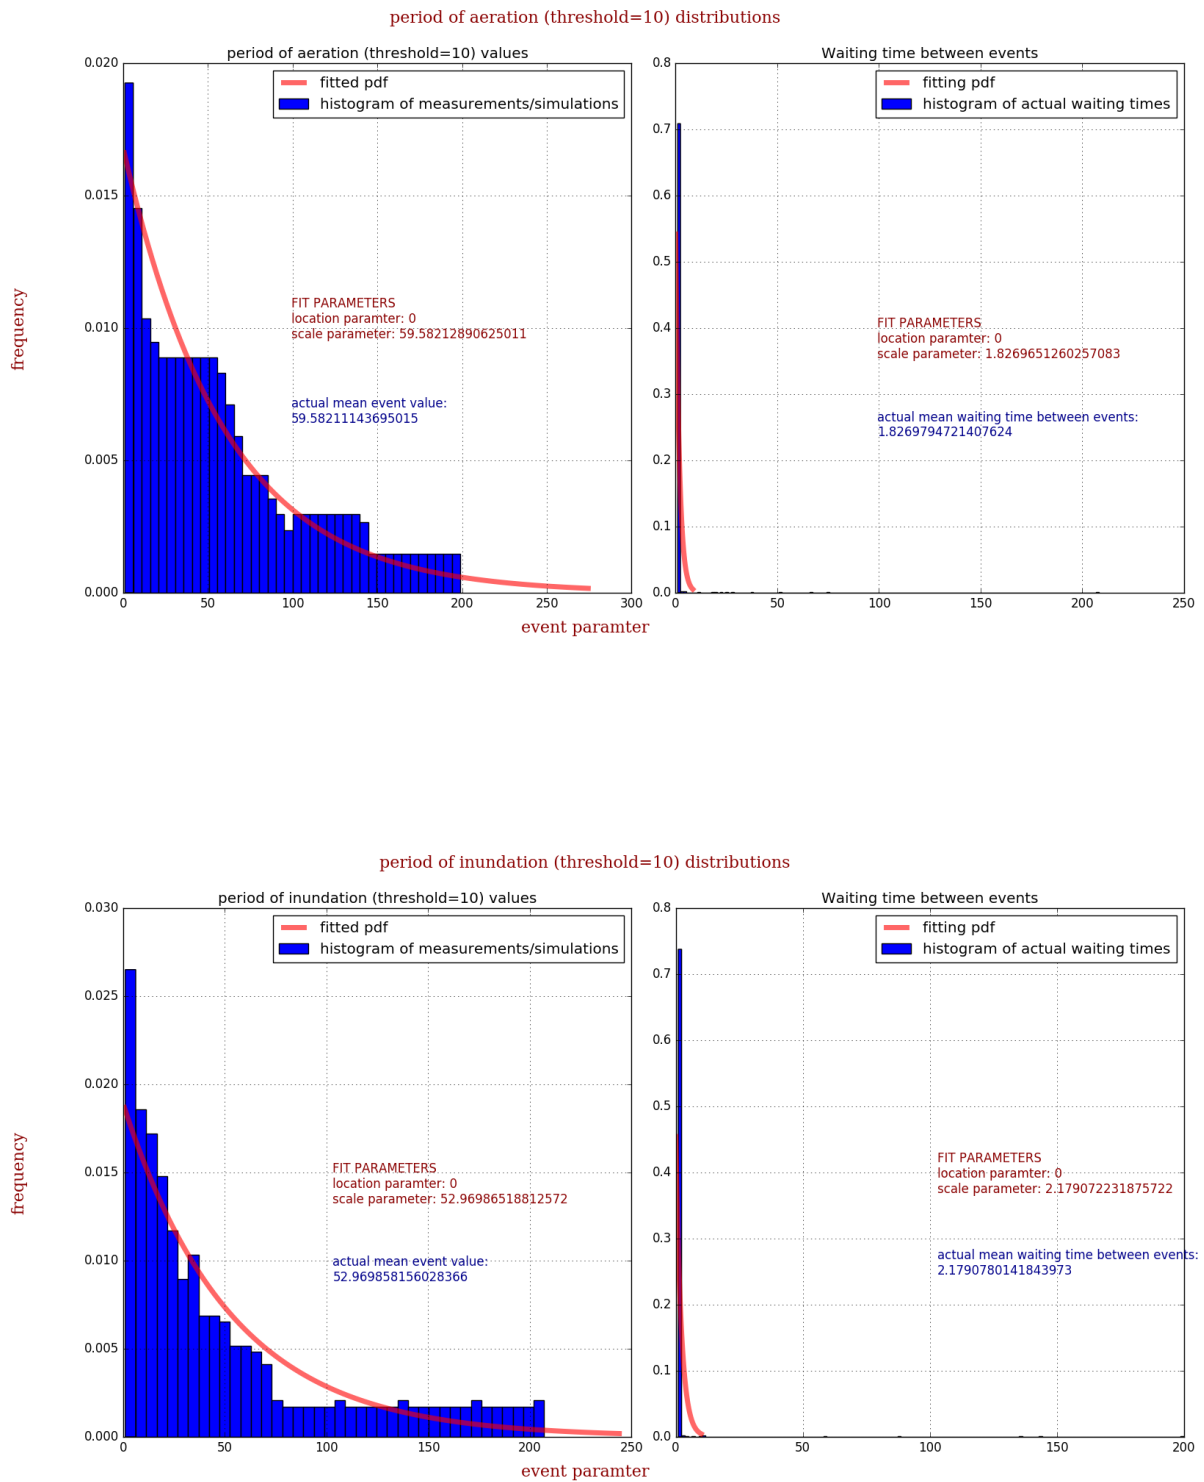 period of aeration (threshold=10) distributions
period of aeration (threshold=10) values
fitted pdf
histogram of measurements/simulations
FIT PARAMETERS
location paramter: 0
scale parameter: 59.58212890625011
actual mean event value:
59.58211143695015
0.020
0.015
0.010
0.005
0.000
0 50 100 150 200 250 300
frequency
Waiting time between events
fitting pdf
histogram of actual waiting times
FIT PARAMETERS
location paramter: 0
scale parameter: 1.8269651260257083
actual mean waiting time between events:
1.8269794721407624
0.8
0.7
0.6
0.5
0.4
0.3
0.2
0.1
0.0
0 50 100 150 200 250
event paramter
period of inundation (threshold=10) distributions
period of inundation (threshold=10) values
fitted pdf
histogram of measurements/simulations
FIT PARAMETERS
location paramter: 0
scale parameter: 52.96986518812572
actual mean event value:
52.969858156028366
0.030
0.025
0.020
0.015
0.010
0.005
0.000
0 50 100 150 200 250
frequency
Waiting time between events
fitting pdf
histogram of actual waiting times
FIT PARAMETERS
location paramter: 0
scale parameter: 2.179072231875722
actual mean waiting time between events:
2.1790780141843973
0.8
0.7
0.6
0.5
0.4
0.3
0.2
0.1
0.0
0 50 100 150 200
event paramter